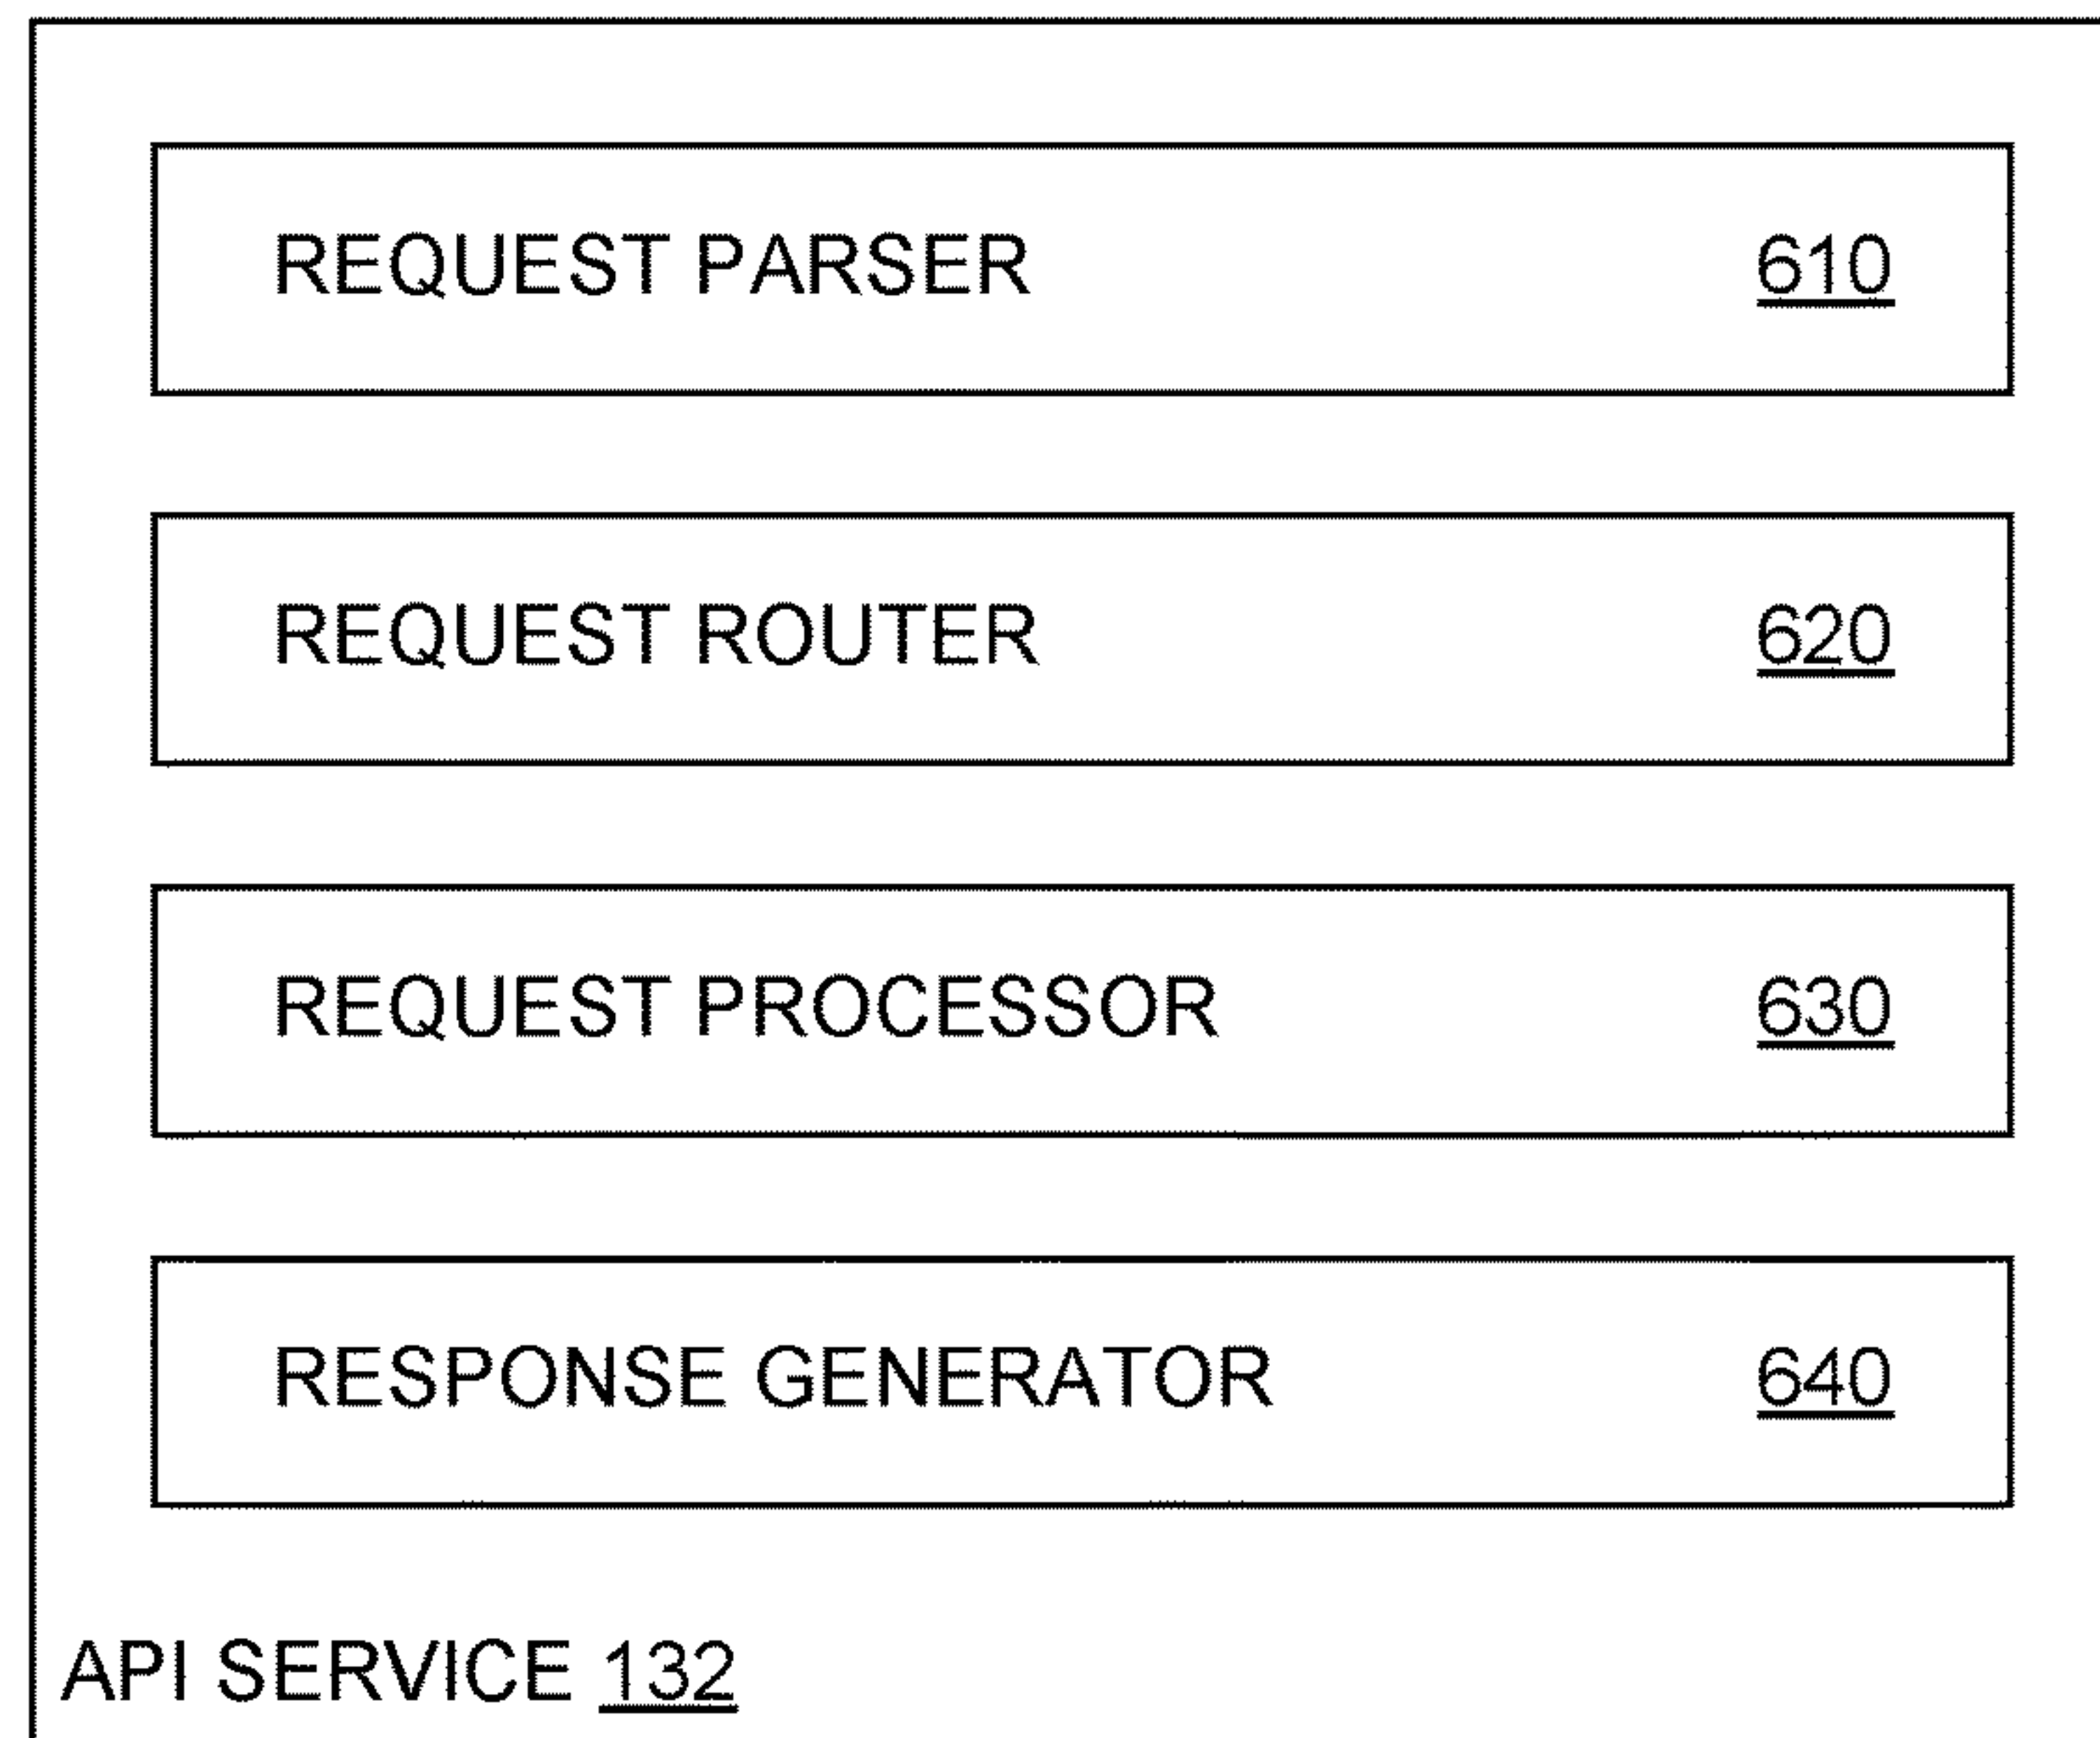 REQUEST PARSER 610
REQUEST ROUTER 620
REQUEST PROCESSOR 630
RESPONSE GENERATOR 640
API SERVICE 132